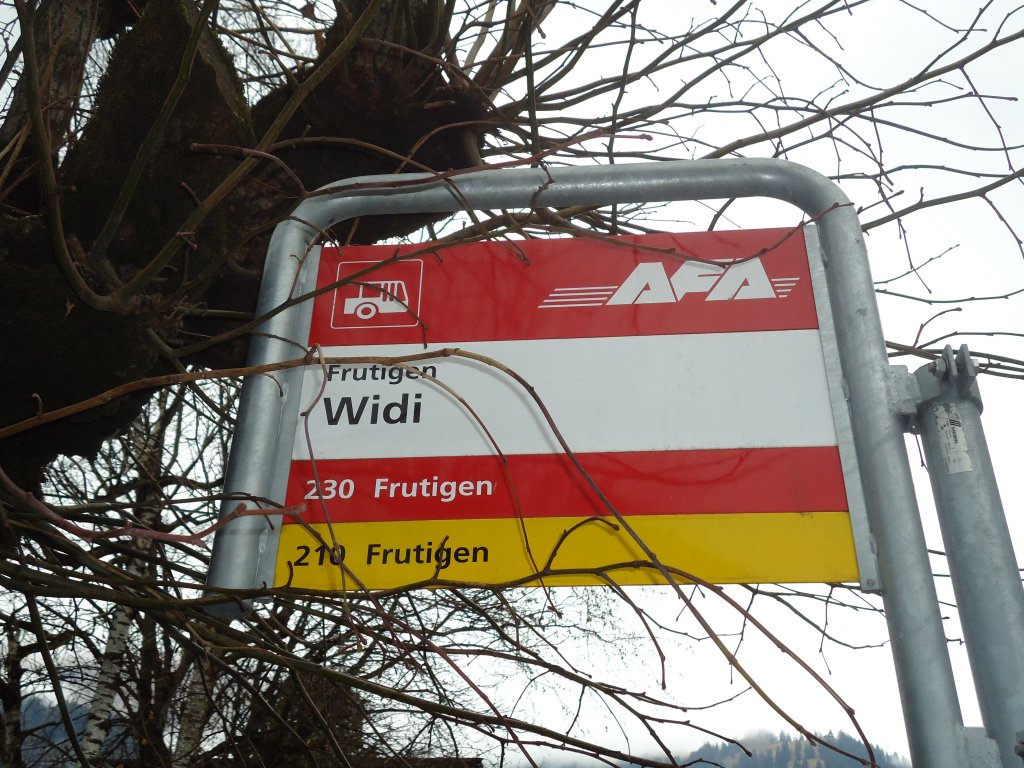 AFA
Frutigen
Widi
230 Frutigen
210 Frutigen